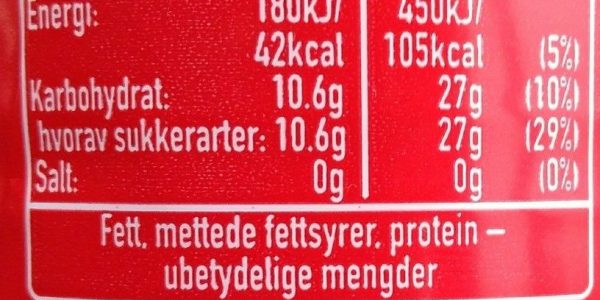 Energi: 180kJ/ 450kJ/
42kcal 105kcal (5%)
Karbohydrat: 10.6g 27g (10%)
hvorav sukkerarter: 10.6g 27g (29%)
Salt: 0g 0g (0%)
Fett, mettede fettsyrer, protein –
ubetydelige mengder